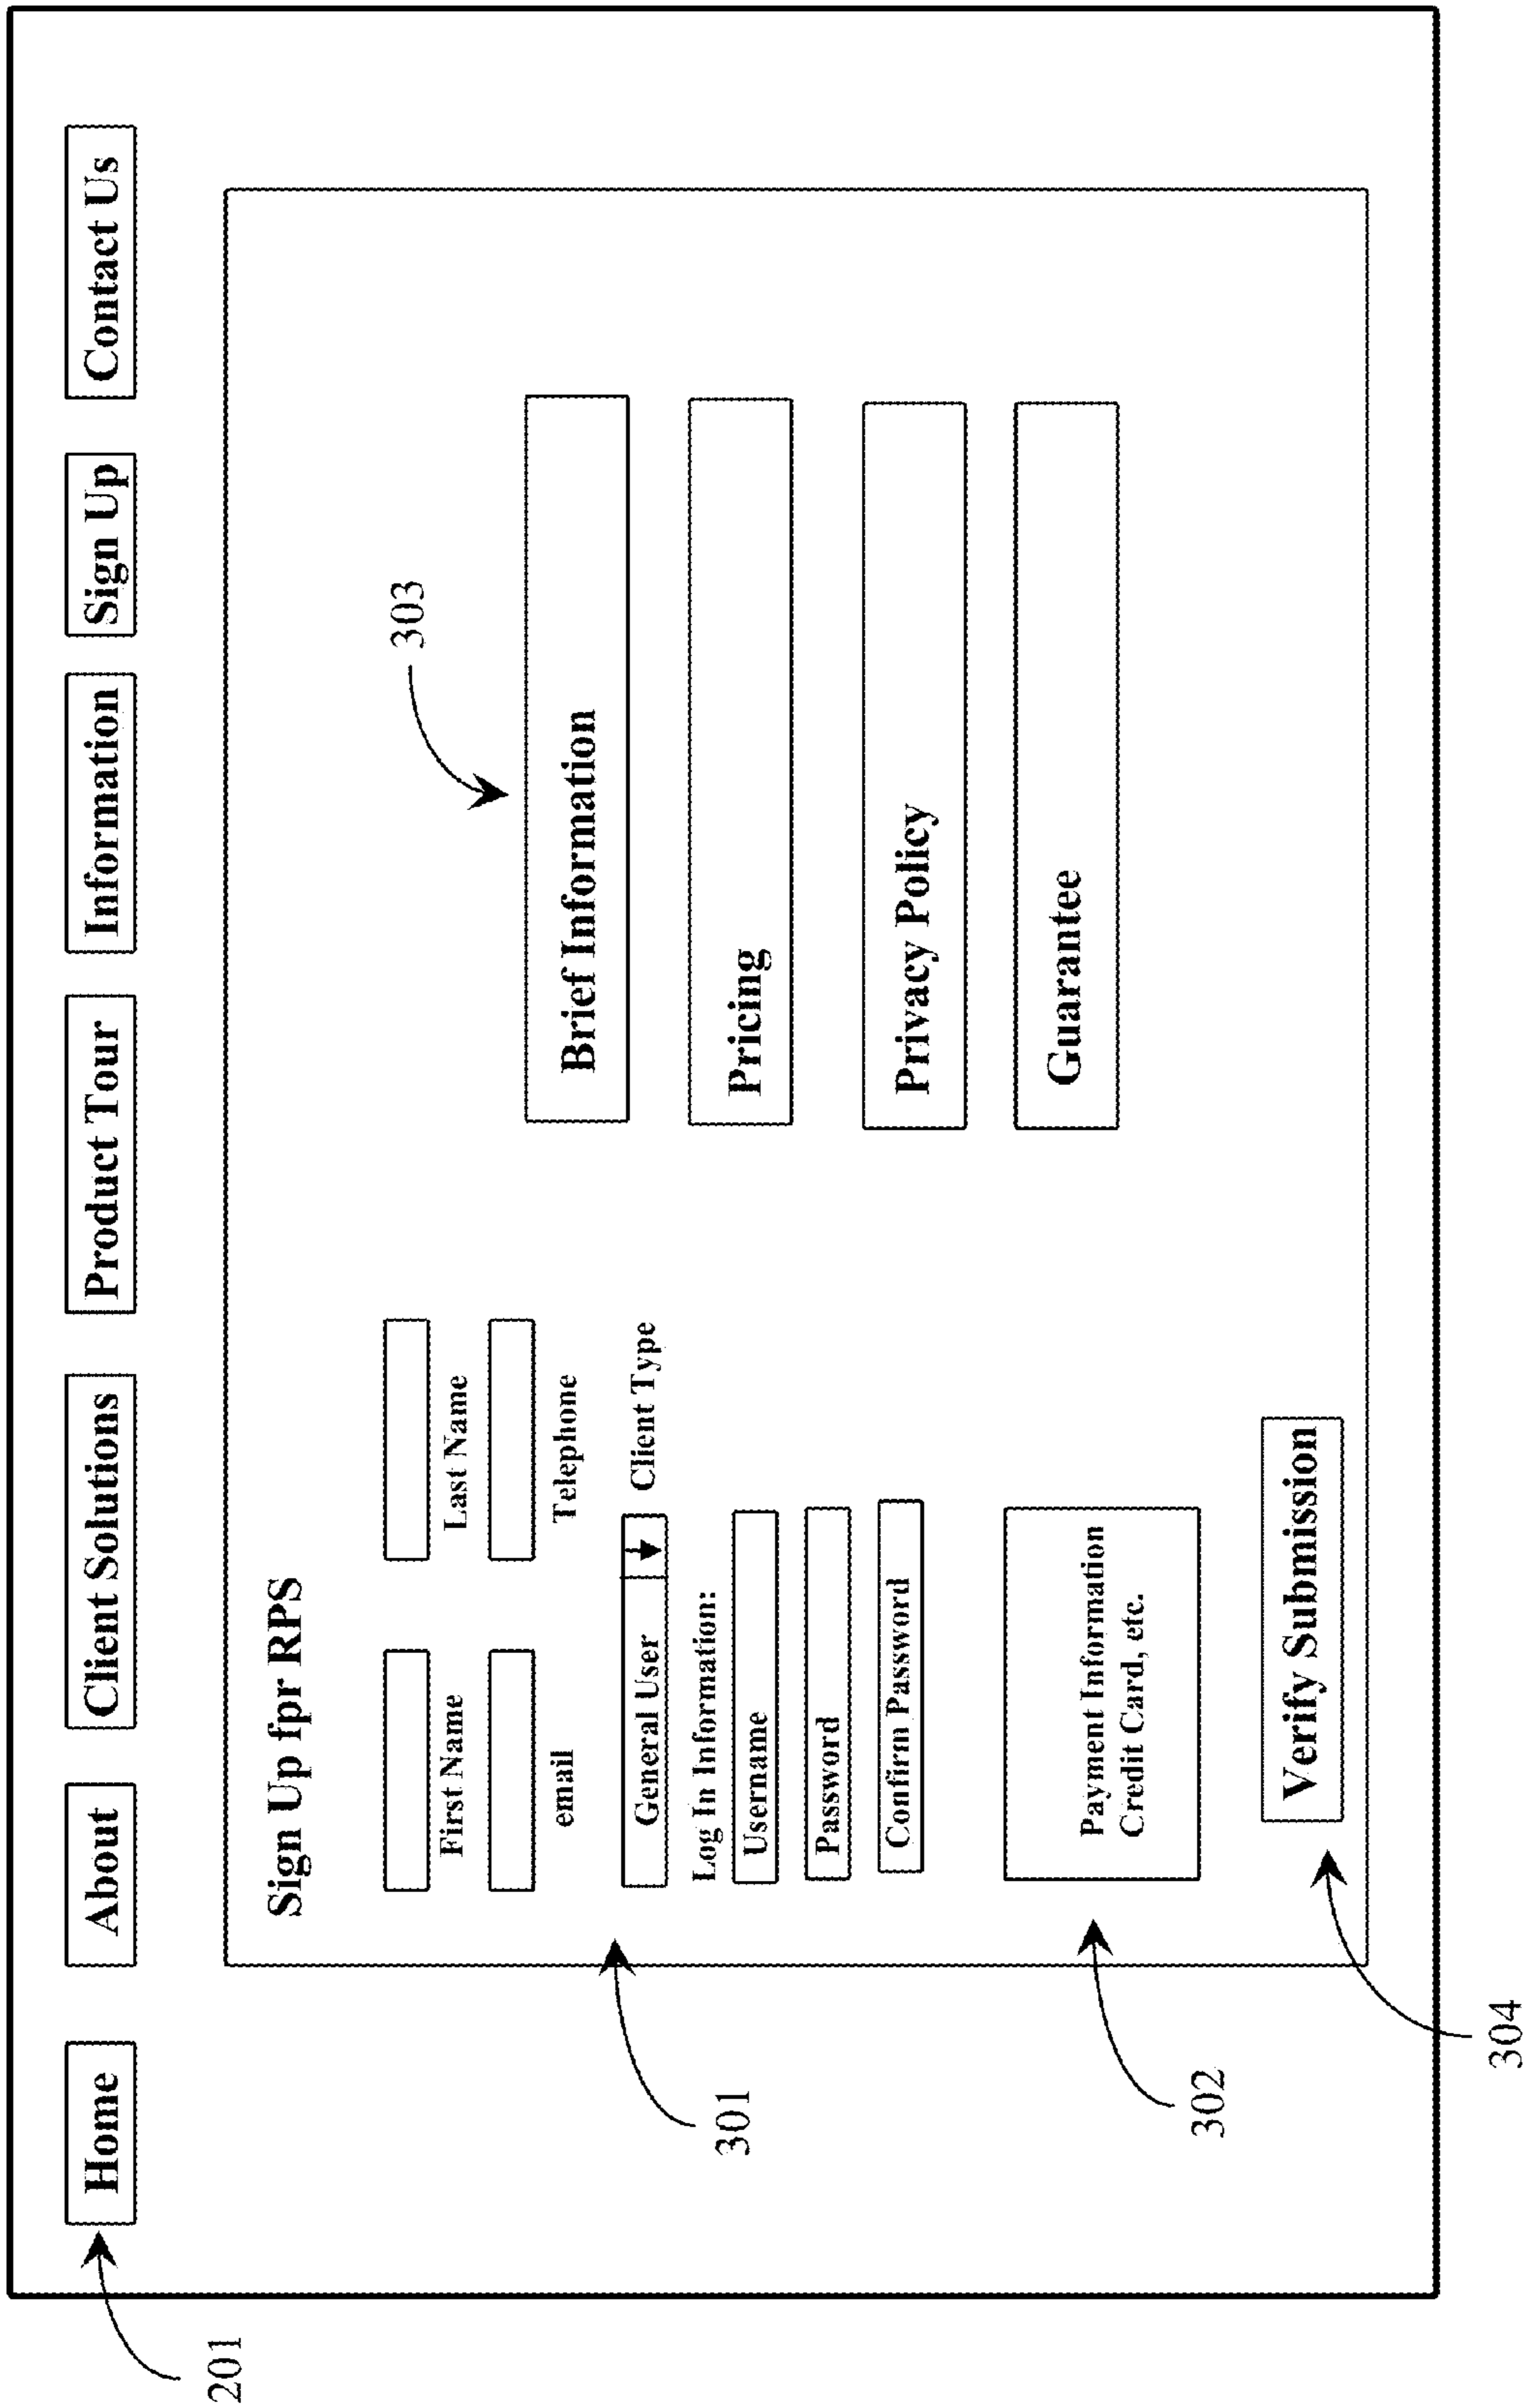 Home
About
Client Solutions
Product Tour
Information
Sign Up
Contact Us
201
Sign Up fpr RPS
First Name
Last Name
email
Telephone
General User
Client Type
Log In Information:
Username
Password
Confirm Password
301
Payment Information
Credit Card, etc.
302
Verify Submission
304
303
Brief Information
Pricing
Privacy Policy
Guarantee